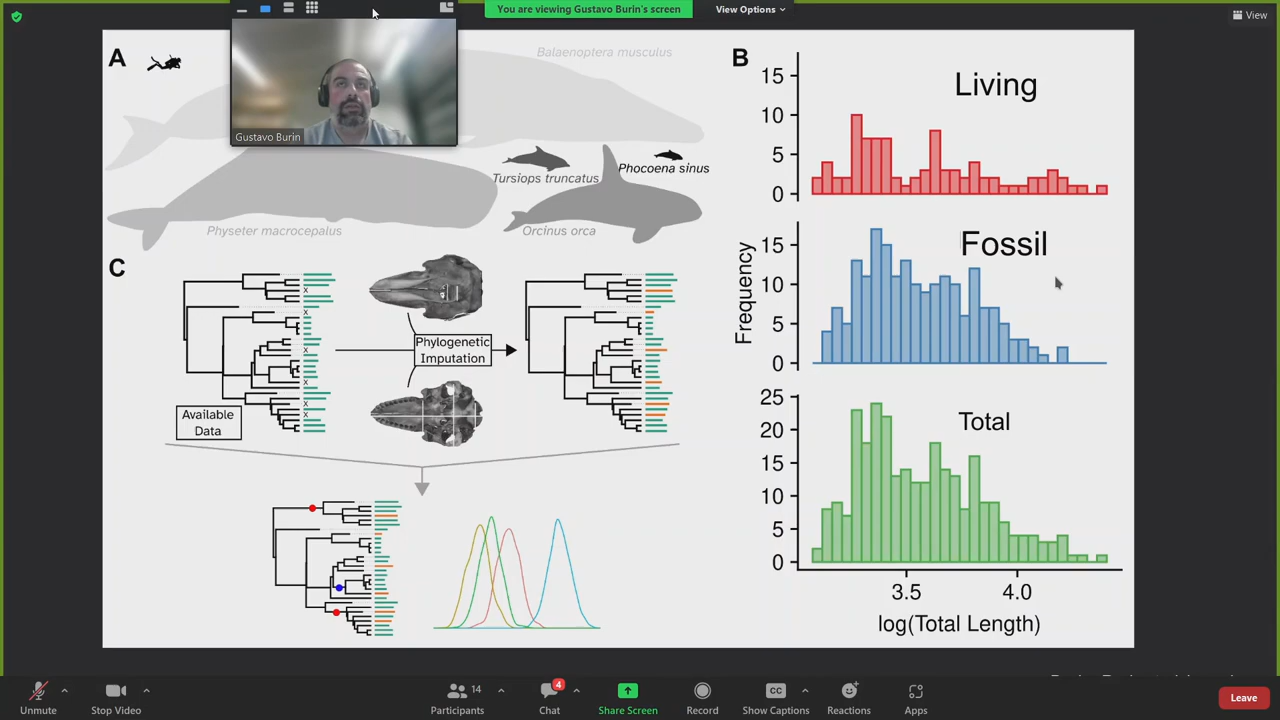 You are viewing Gustavo Burin's screen
View Options
View
A
Balaenoptera musculus
Gustavo Burin
Tursiops truncatus
Phocoena sinus
Physeter macrocepalus
Orcinus orca
C
Available
Data
X
X
X
X
X
X
Phylogenetic
Imputation
B
Living
15
10
5
0
Fossil
15
10
5
0
Frequency
Total
25
20
15
10
5
0
3.5
4.0
log(Total Length)
Unmute
Stop Video
14
Participants
4
Chat
Share Screen
Record
CC
Show Captions
Reactions
Apps
Leave